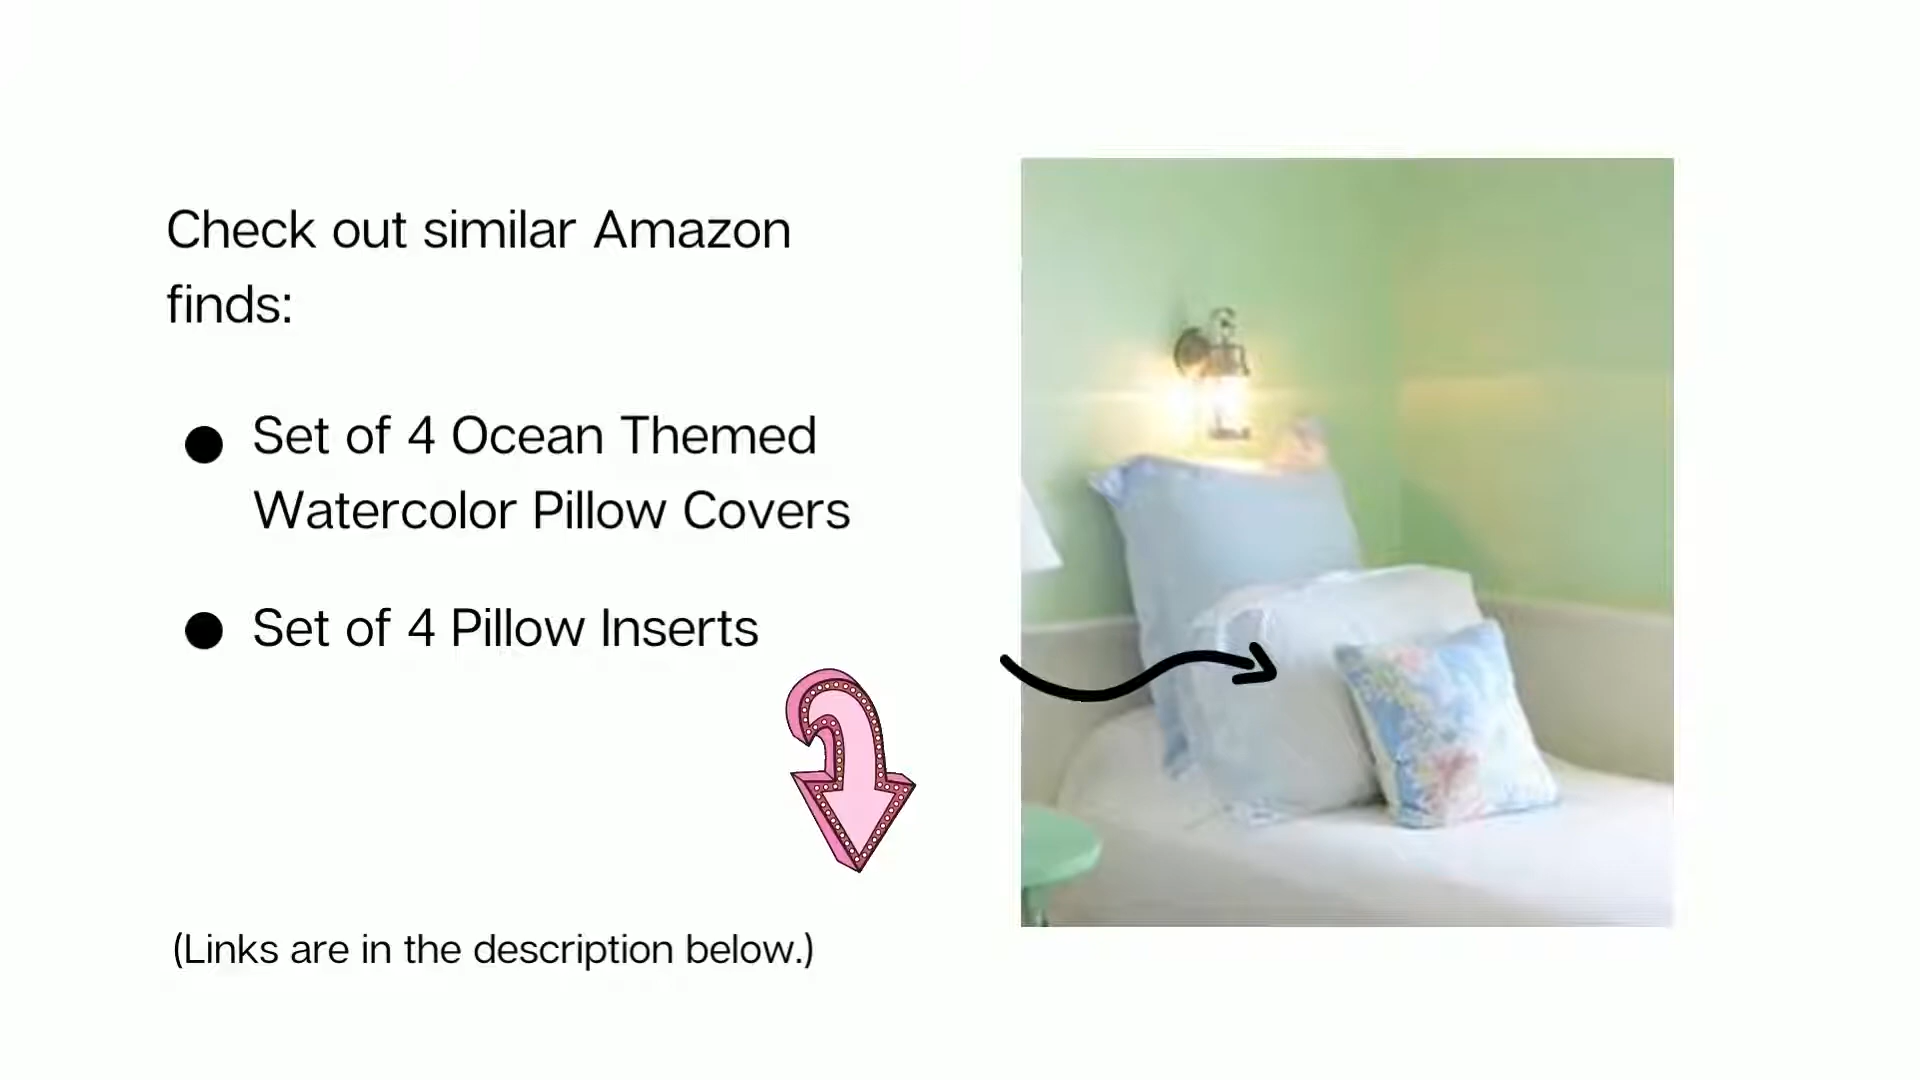 Check out similar Amazon
finds:
Set of 4 Ocean Themed
Watercolor Pillow Covers
Set of 4 Pillow Inserts
(Links are in the description below.)